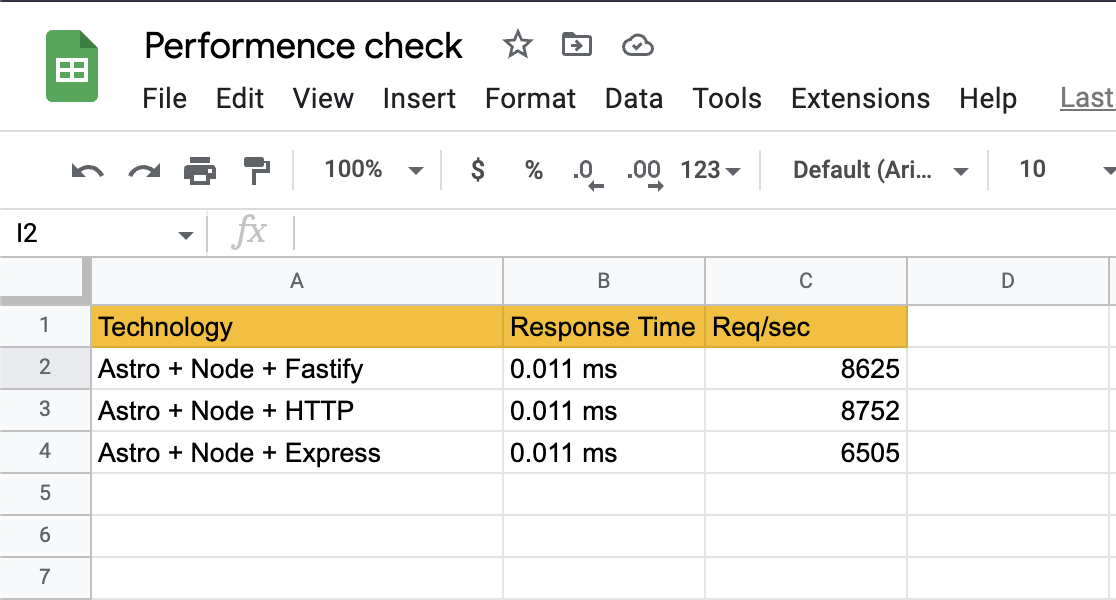 Performence check
File Edit View Insert Format Data Tools Extensions Help Last
100% $ % .0 .00 123 Default (Ari... 10
I2 fx
A B C D
1 Technology Response Time Req/sec
2 Astro + Node + Fastify 0.011 ms 8625
3 Astro + Node + HTTP 0.011 ms 8752
4 Astro + Node + Express 0.011 ms 6505
5
6
7